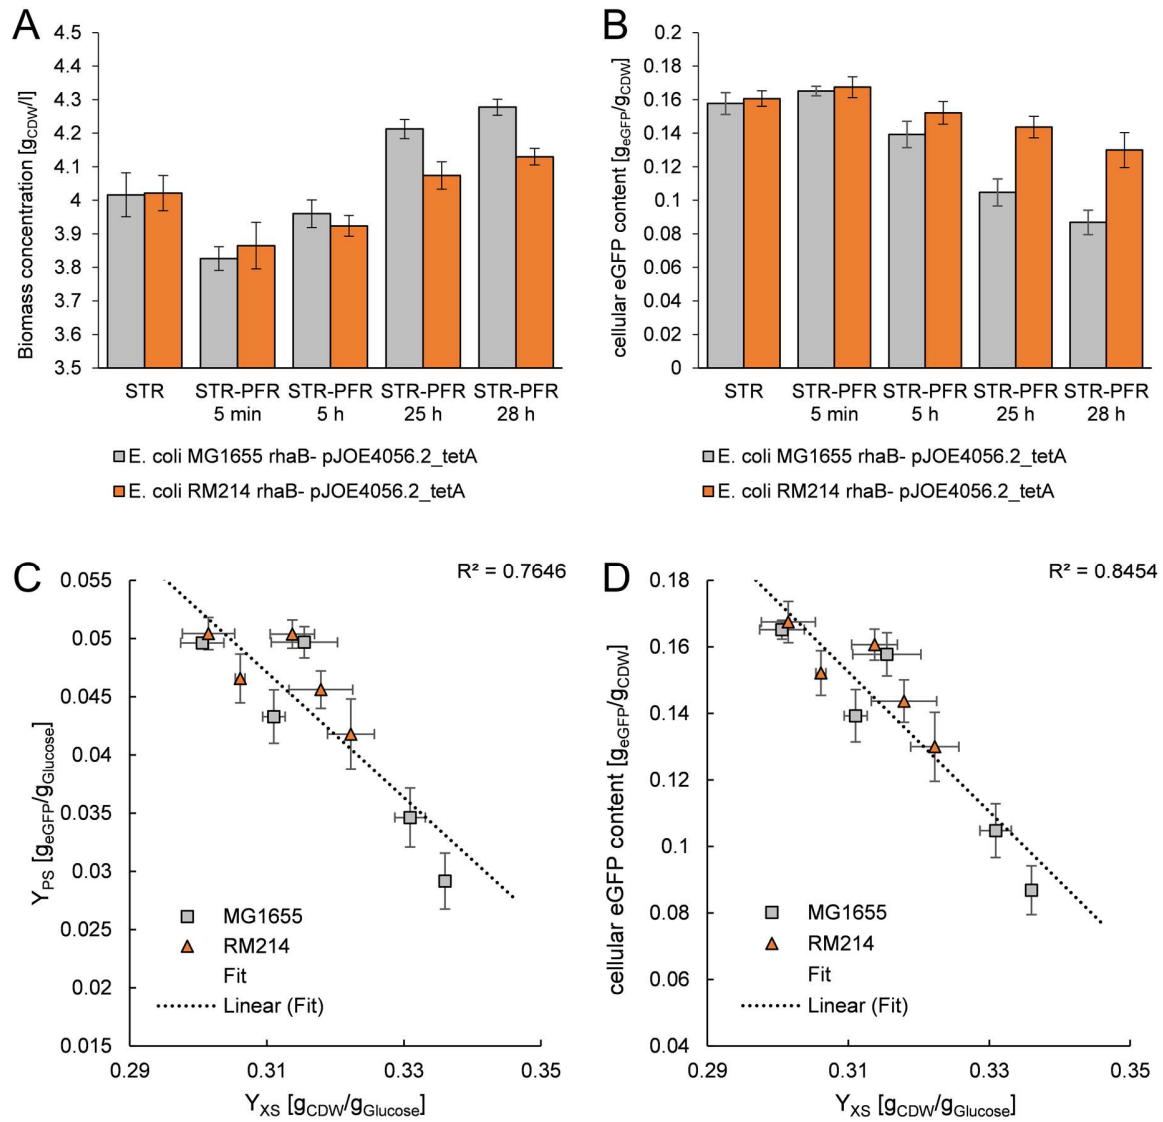 A
Biomass concentration [gCDW/l]
4.5
4.4
4.3
4.2
4.1
4
3.9
3.8
3.7
3.6
3.5
STR
STR-PFR
5 min
STR-PFR
5 h
STR-PFR
25 h
STR-PFR
28 h
E. coli MG1655 rhaB- pJOE4056.2_tetA
E. coli RM214 rhaB- pJOE4056.2_tetA
B
cellular eGFP content [geGFP/gCDW]
0.2
0.18
0.16
0.14
0.12
0.1
0.08
0.06
0.04
0.02
0
STR
STR-PFR
5 min
STR-PFR
5 h
STR-PFR
25 h
STR-PFR
28 h
E. coli MG1655 rhaB- pJOE4056.2_tetA
E. coli RM214 rhaB- pJOE4056.2_tetA
C
R² = 0.7646
YPS [geGFP/gGlucose]
0.055
0.05
0.045
0.04
0.035
0.03
0.025
0.02
0.015
MG1655
RM214
Fit
Linear (Fit)
0.29
0.31
0.33
0.35
YXS [gCDW/gGlucose]
D
R² = 0.8454
cellular eGFP content [geGFP/gCDW]
0.18
0.16
0.14
0.12
0.1
0.08
0.06
0.04
MG1655
RM214
Fit
Linear (Fit)
0.29
0.31
0.33
0.35
YXS [gCDW/gGlucose]